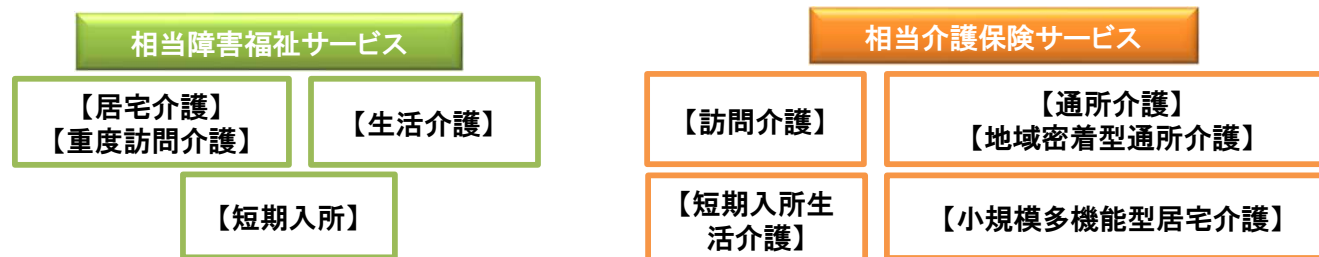 相当障害福祉サービス
【居宅介護】
【重度訪問介護】
【生活介護】
【短期入所】
相当介護保険サービス
【訪問介護】
【通所介護】
【地域密着型通所介護】
【短期入所生
活介護】
【小規模多機能型居宅介護】